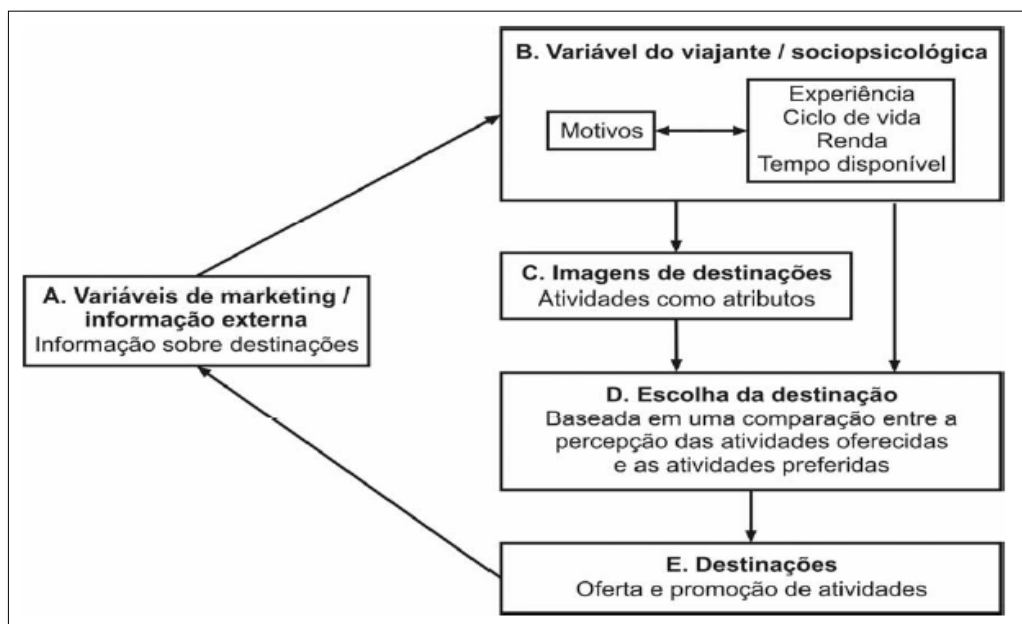 B. Variável do viajante / sociopsicológica
Motivos
Experiência
Ciclo de vida
Renda
Tempo disponível
C. Imagens de destinações
Atividades como atributos
A. Variáveis de marketing /
informação externa
Informação sobre destinações
D. Escolha da destinação
Baseada em uma comparação entre a
percepção das atividades oferecidas
e as atividades preferidas
E. Destinações
Oferta e promoção de atividades